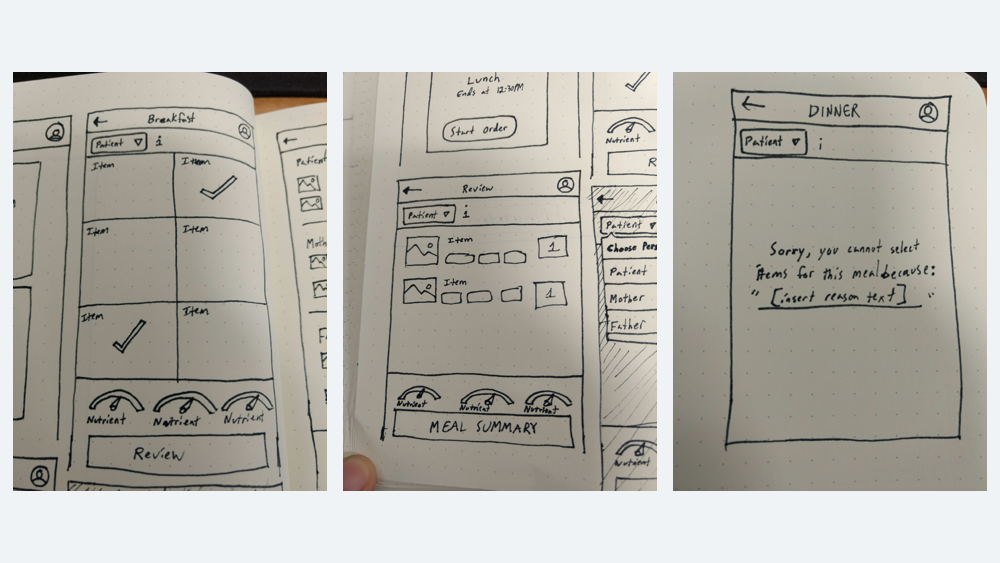 Breakfast
Patient
i
Item
Item
Item
Item
Item
Item
Nutrient
Nutrient
Nutrient
Review
Patient
Lunch
Ends at 12:30PM
Start order
Nutrient
R
Review
Patient
i
Item
1
Item
1
Nutrient
Nutrient
Nutrient
MEAL SUMMARY
Patient
Choose Per
Patient
Mother
Father
Nutrient
DINNER
Patient
i
Sorry, you cannot select
items for this meal because:
" [insert reason text] "